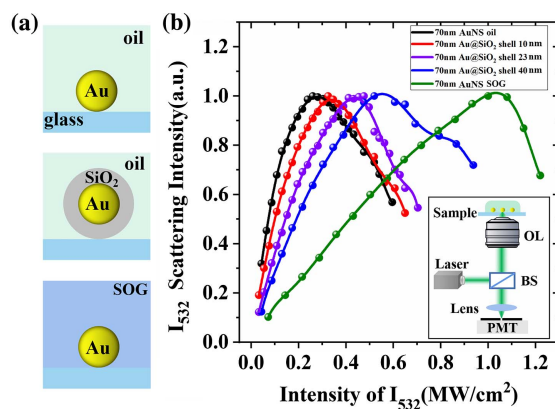 (a)
oil
Au
glass
oil
SiO₂
Au
SOG
Au
(b)
I₅₃₂ Scattering Intensity(a.u.)
1.2
1.0
0.8
0.6
0.4
0.2
0.0
70nm AuNS oil
70nm Au@SiO₂ shell 10 nm
70nm Au@SiO₂ shell 23 nm
70nm Au@SiO₂ shell 40 nm
70nm AuNS SOG
Sample
OL
Laser
BS
Lens
PMT
0.0 0.2 0.4 0.6 0.8 1.0 1.2
Intensity of I₅₃₂(MW/cm²)